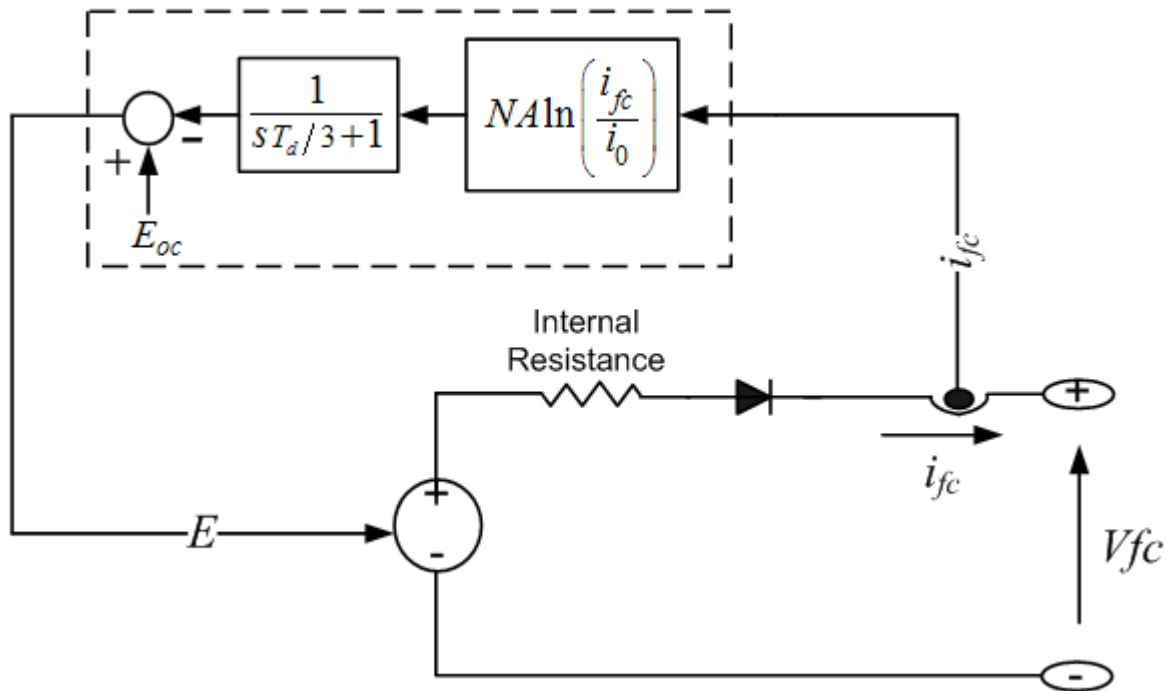 1
sT_d/3+1
NA ln(i_fc/i_0)
+
-
E_oc
i_fc
Internal
Resistance
+
i_fc
+
-
E
Vfc
-